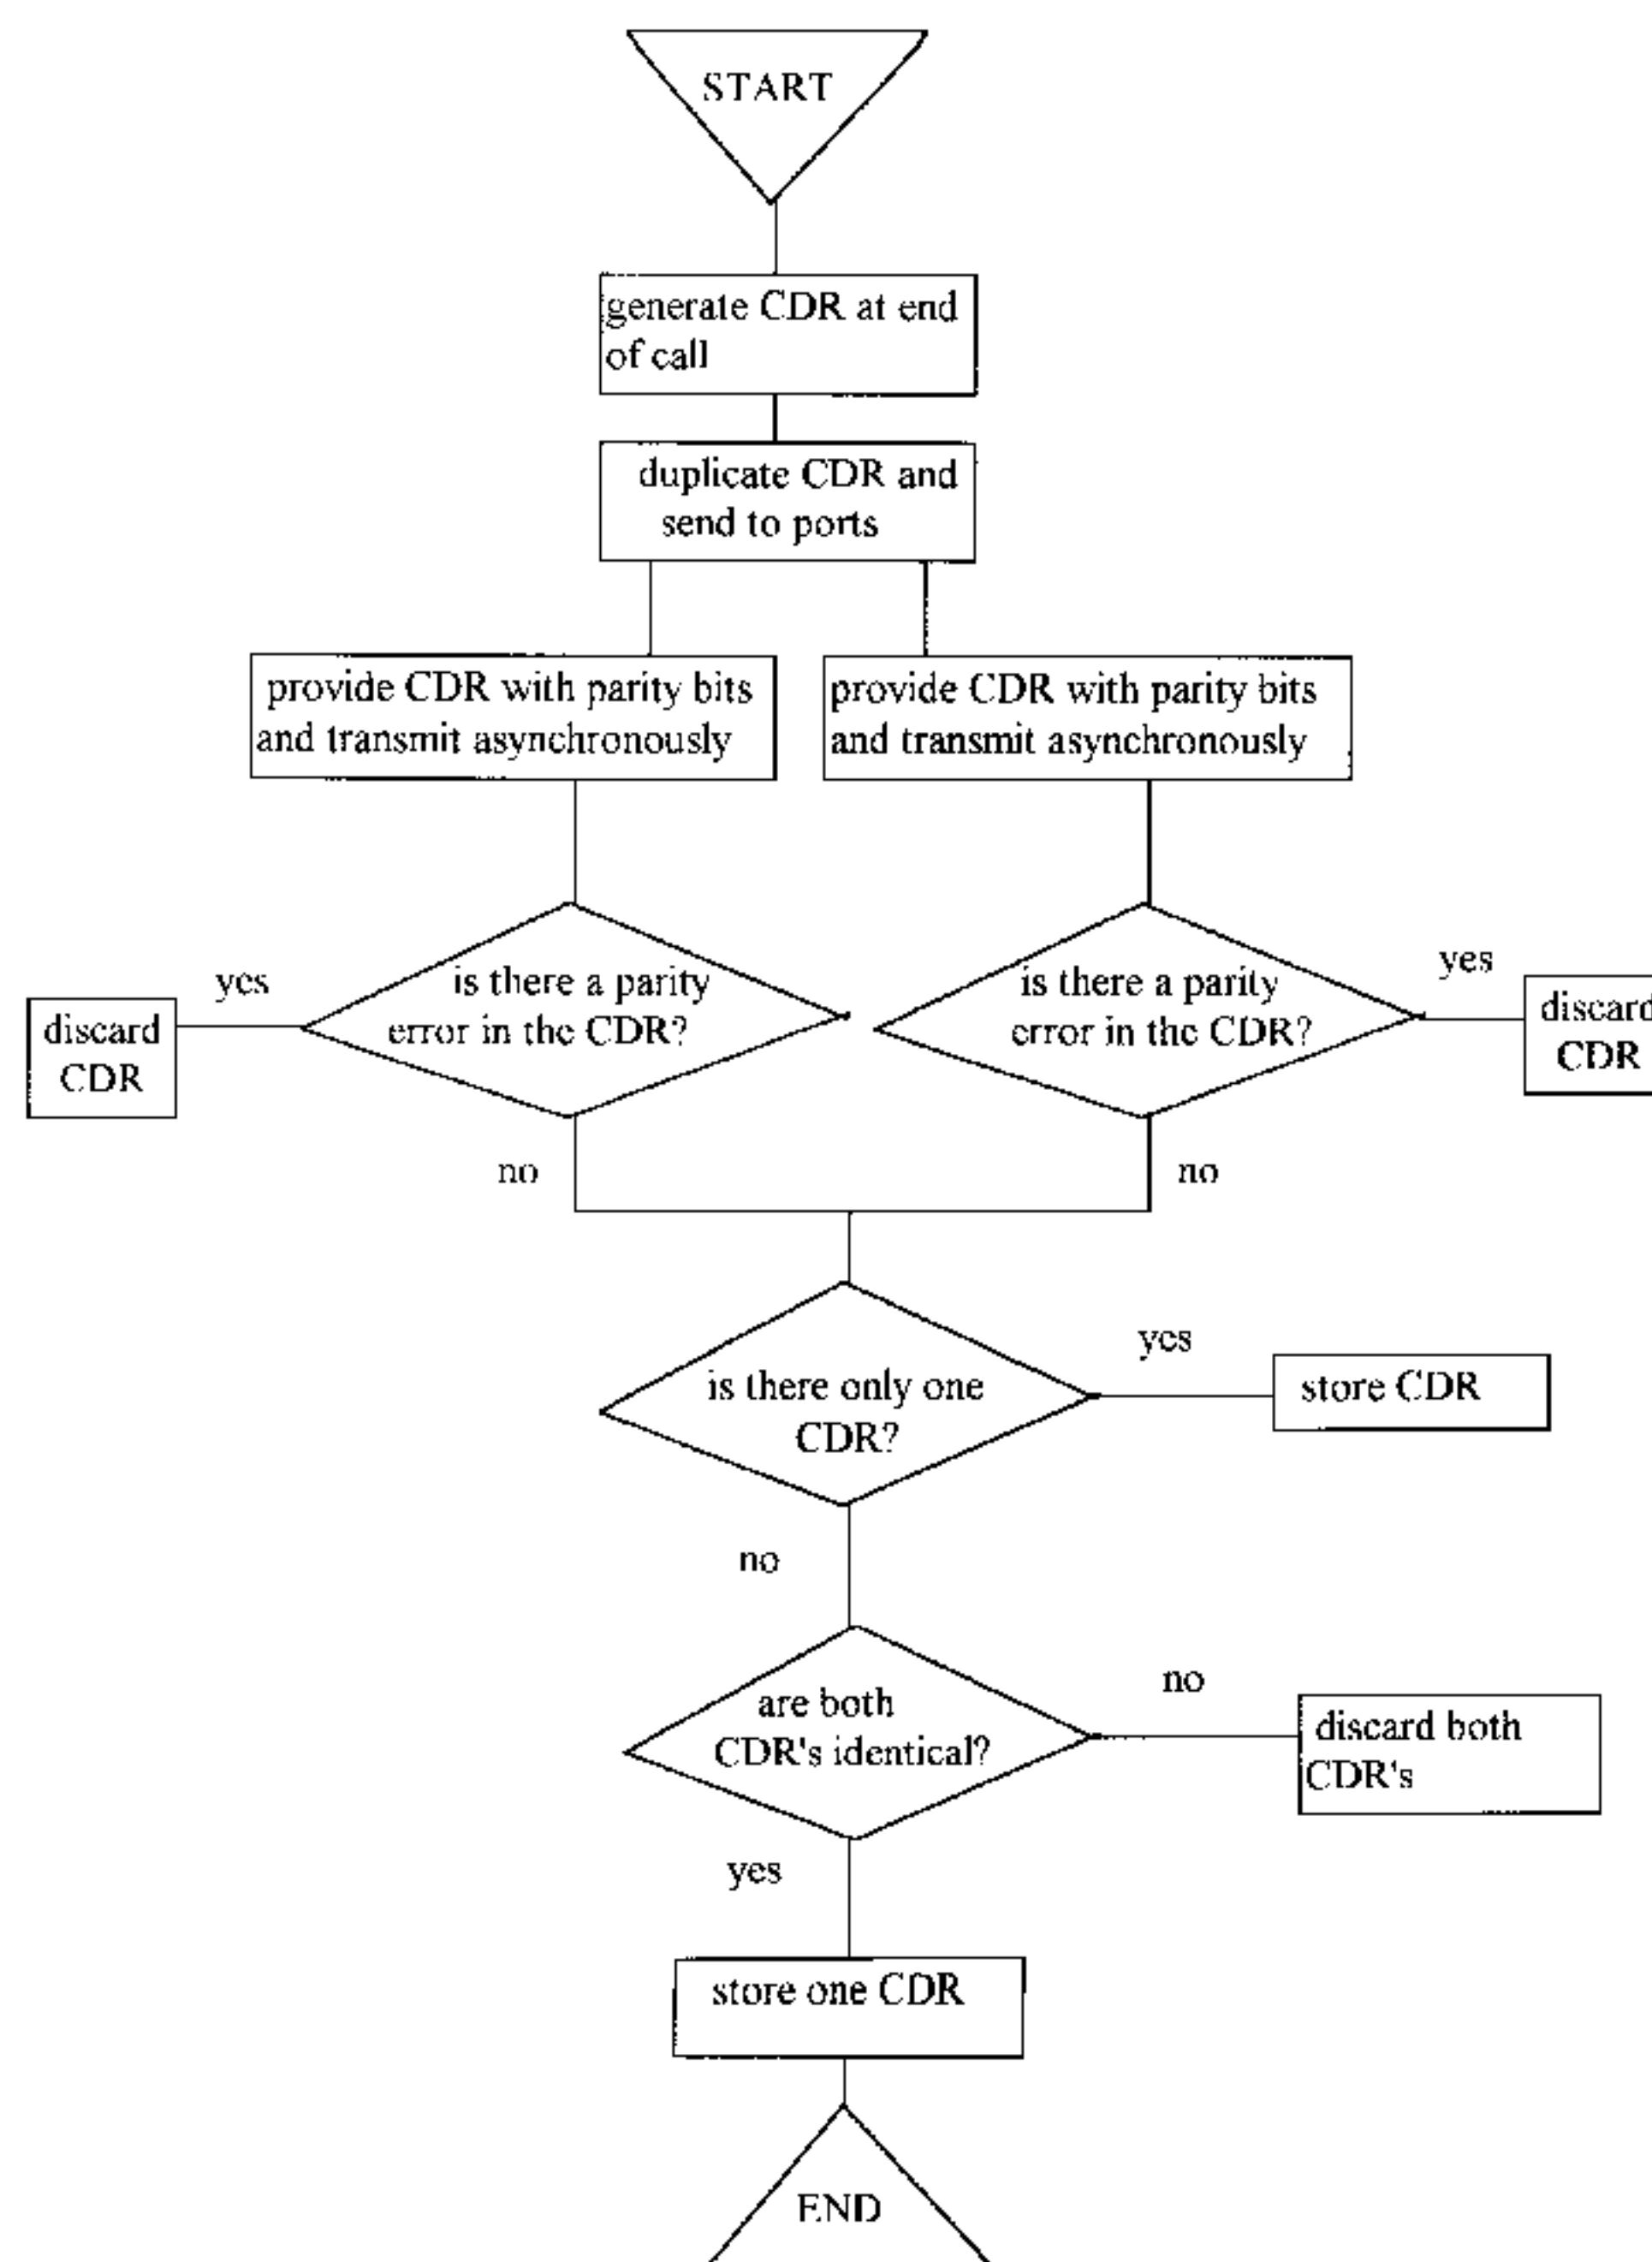 START
generate CDR at end
of call
duplicate CDR and
send to ports
provide CDR with parity bits
and transmit asynchronously
provide CDR with parity bits
and transmit asynchronously
yes
is there a parity
error in the CDR?
discard
CDR
is there a parity
error in the CDR?
yes
discard
CDR
no
no
is there only one
CDR?
yes
store CDR
no
are both
CDR's identical?
no
discard both
CDR's
yes
store one CDR
END